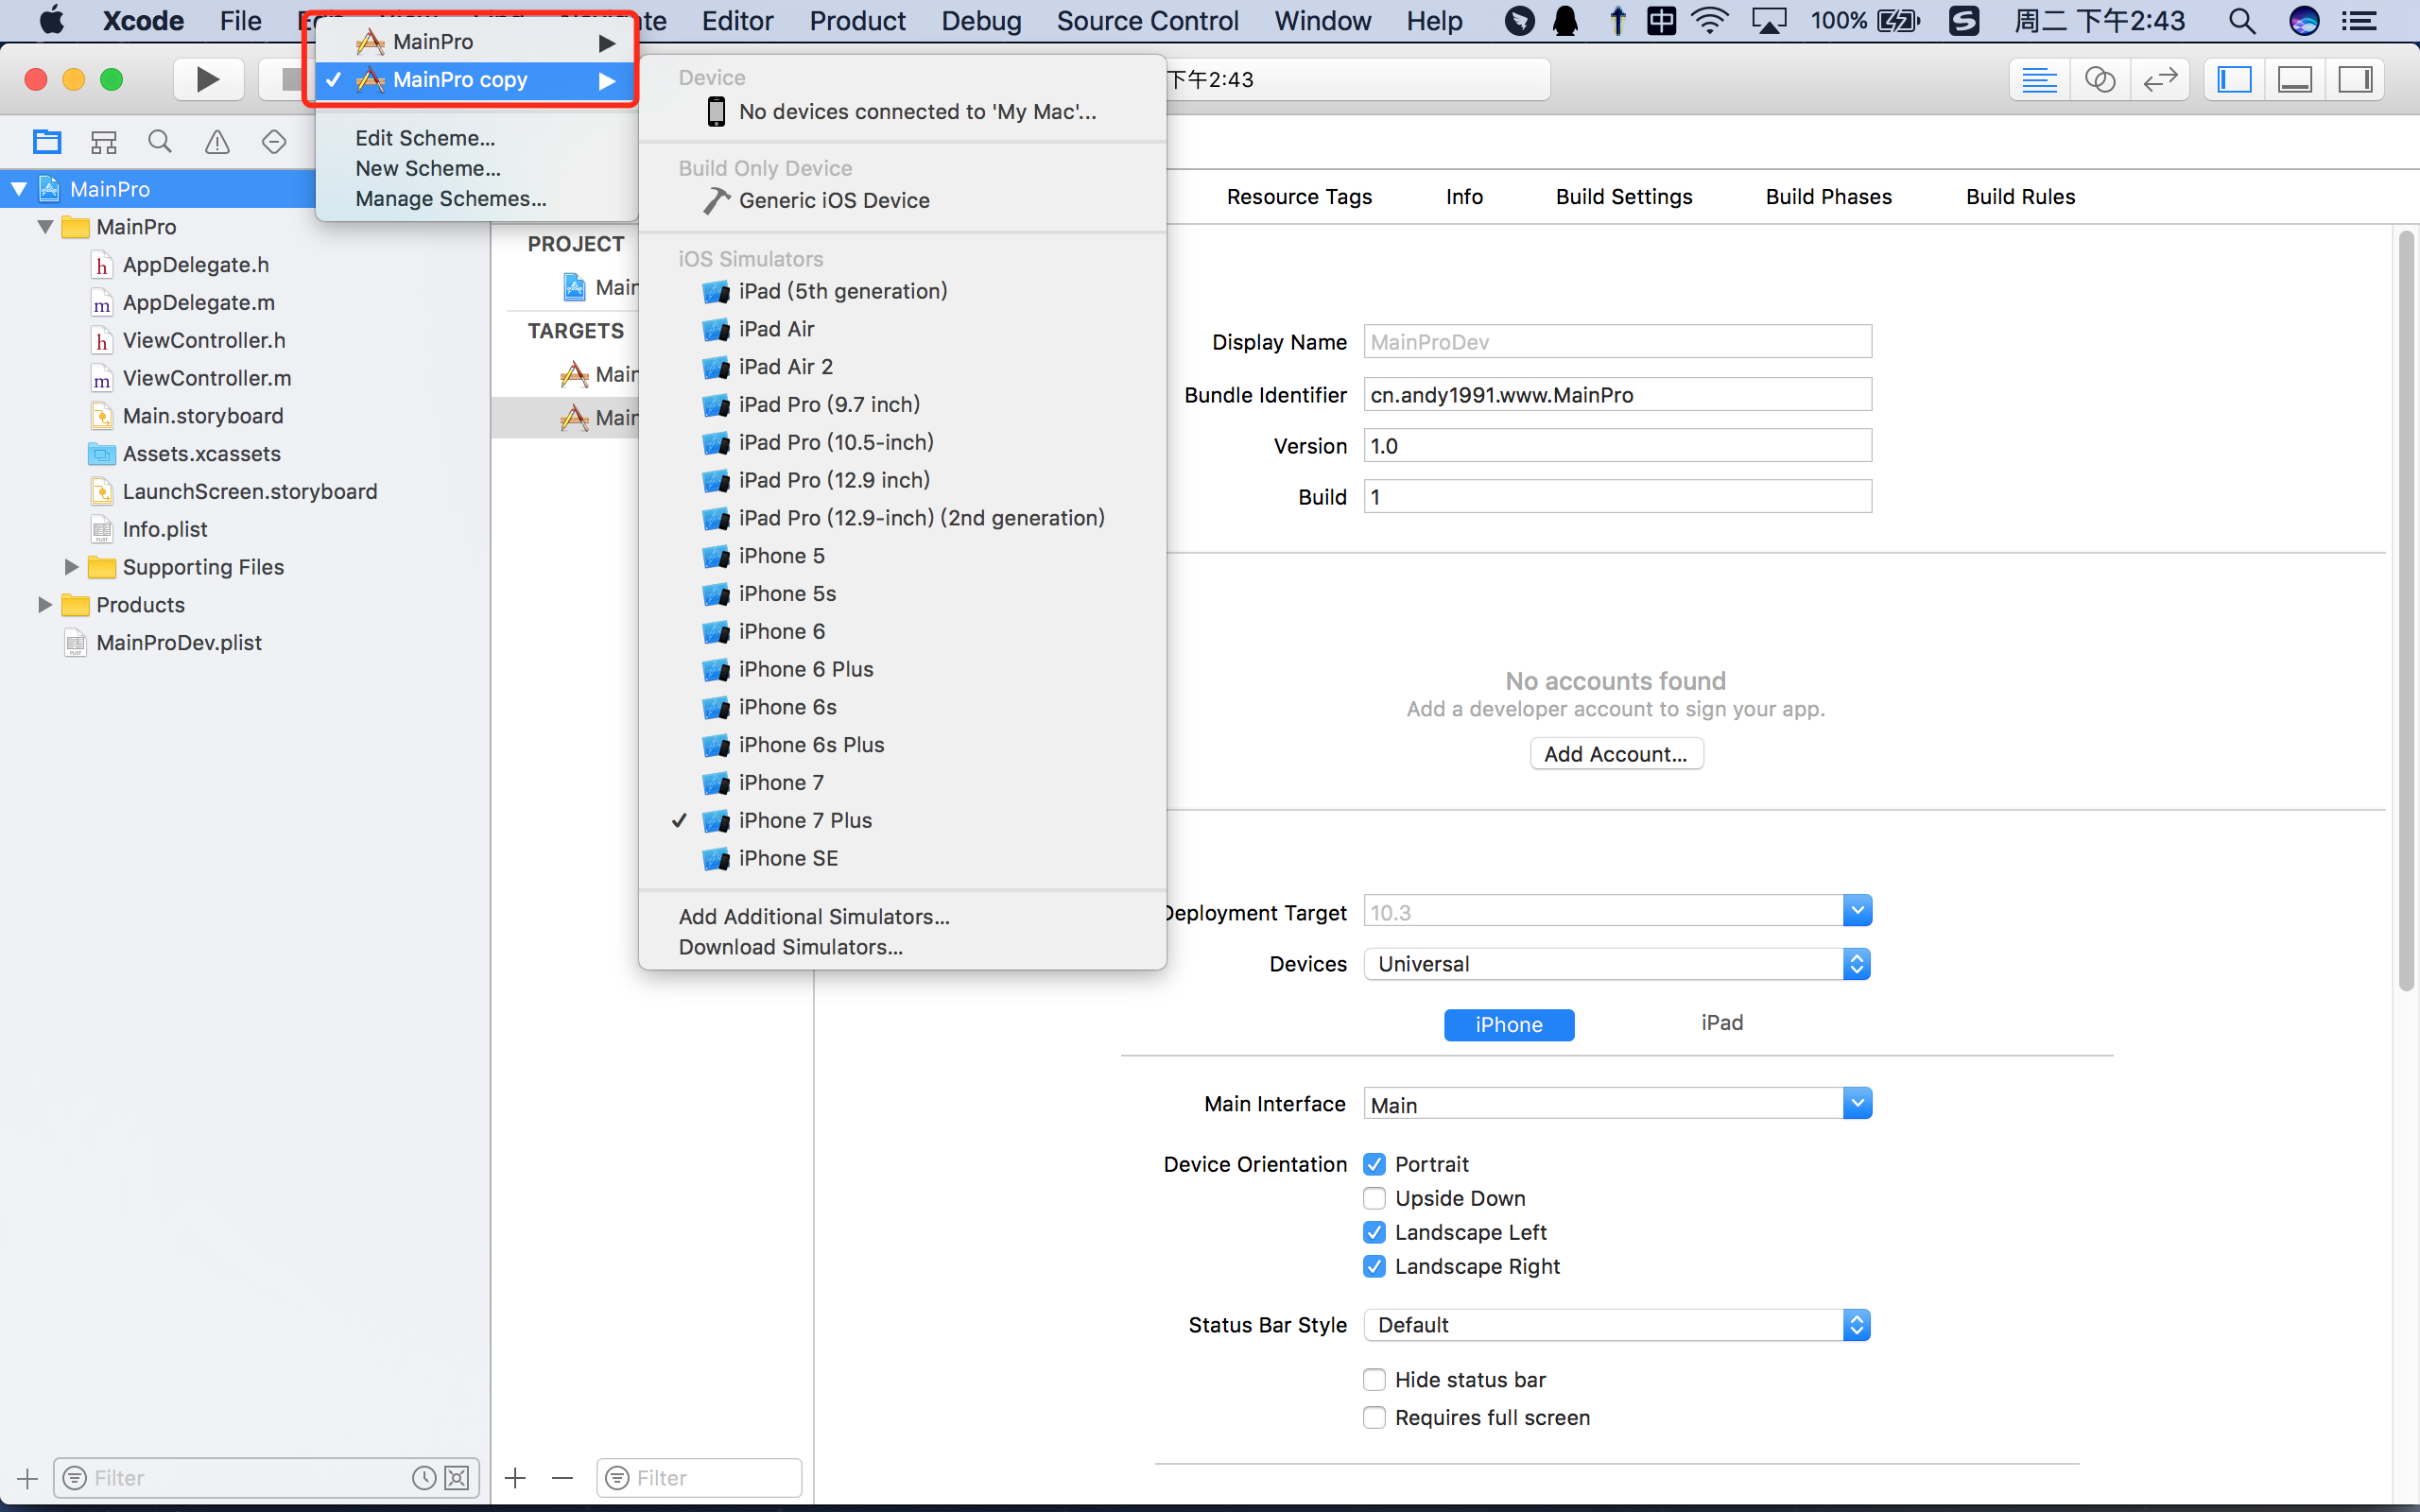 Xcode File Editor Product Debug Source Control Window Help 中 100% 周二 下午2:43
MainPro
MainPro copy
Edit Scheme...
New Scheme...
Manage Schemes...
下午2:43
Device
No devices connected to 'My Mac'...
Build Only Device
Generic iOS Device
iOS Simulators
iPad (5th generation)
iPad Air
iPad Air 2
iPad Pro (9.7 inch)
iPad Pro (10.5-inch)
iPad Pro (12.9 inch)
iPad Pro (12.9-inch) (2nd generation)
iPhone 5
iPhone 5s
iPhone 6
iPhone 6 Plus
iPhone 6s
iPhone 6s Plus
iPhone 7
iPhone 7 Plus
iPhone SE
Add Additional Simulators...
Download Simulators...
MainPro
MainPro
h AppDelegate.h
m AppDelegate.m
h ViewController.h
m ViewController.m
Main.storyboard
Assets.xcassets
LaunchScreen.storyboard
Info.plist
Supporting Files
Products
MainProDev.plist
Filter
PROJECT
TARGETS
Filter
Resource Tags Info Build Settings Build Phases Build Rules
Display Name MainProDev
Bundle Identifier cn.andy1991.www.MainPro
Version 1.0
Build 1
No accounts found
Add a developer account to sign your app.
Add Account...
Deployment Target 10.3
Devices Universal
iPhone iPad
Main Interface Main
Device Orientation Portrait
Upside Down
Landscape Left
Landscape Right
Status Bar Style Default
Hide status bar
Requires full screen